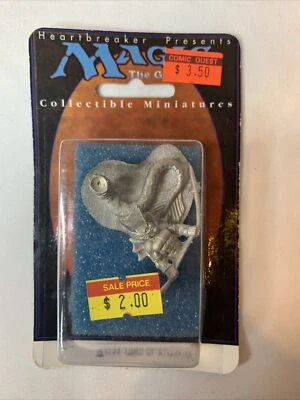 Heartbreaker Presents
MAGIC
The G
COMIC QUEST
$ 3.50
Collectible Miniatures
SALE PRICE
$ 2.00